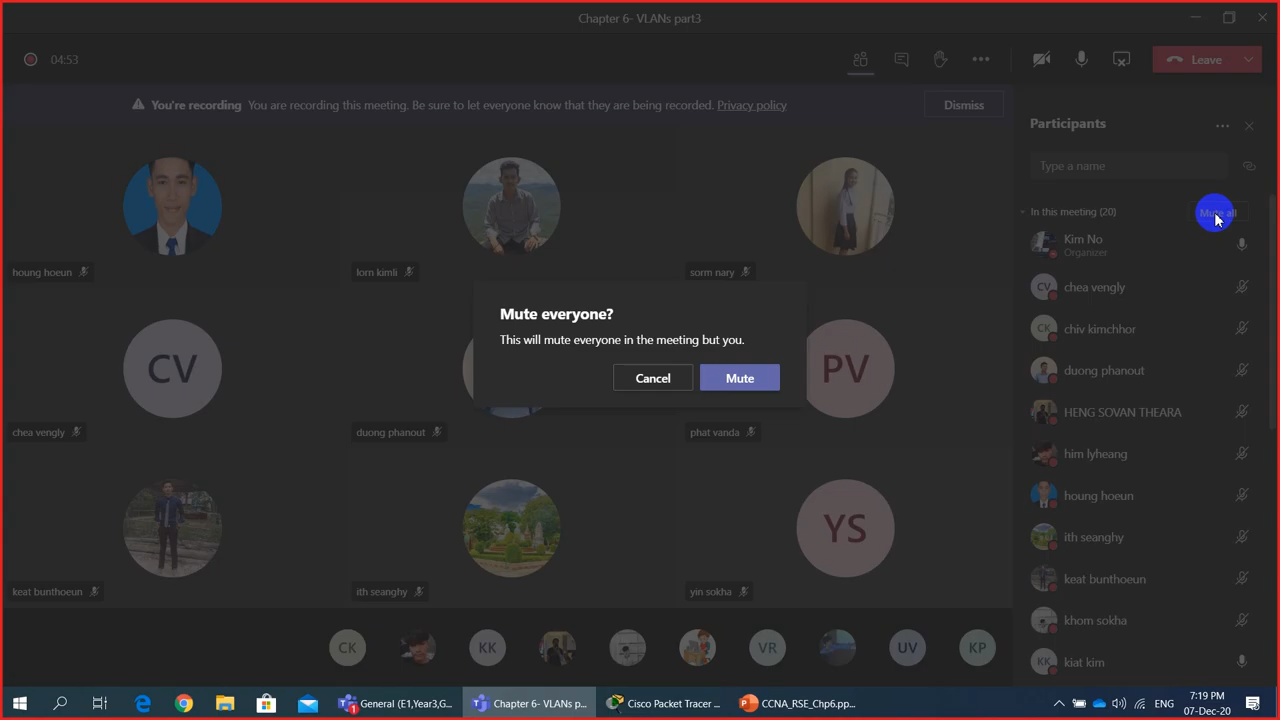 Chapter 6- VLANs part3
04:53
Leave
You're recording You are recording this meeting. Be sure to let everyone know that they are being recorded. Privacy policy
Dismiss
Participants
Type a name
In this meeting (20)
Mute all
Kim No
Organizer
CV chea vengly
CK chiv kimchhor
duong phanout
HENG SOVAN THEARA
him lyheang
houng hoeun
ith seanghy
keat bunthoeun
khom sokha
KK kiat kim
houng hoeun
lorn kimli
sorm nary
Mute everyone?
This will mute everyone in the meeting but you.
Cancel
Mute
CV
PV
chea vengly
duong phanout
phat vanda
YS
keat bunthoeun
ith seanghy
yin sokha
CK
KK
VR
UV
KP
1
General (E1,Year3,G...
Chapter 6- VLANs p...
Cisco Packet Tracer ...
CCNA_RSE_Chp6.pp...
ENG
7:19 PM
07-Dec-20